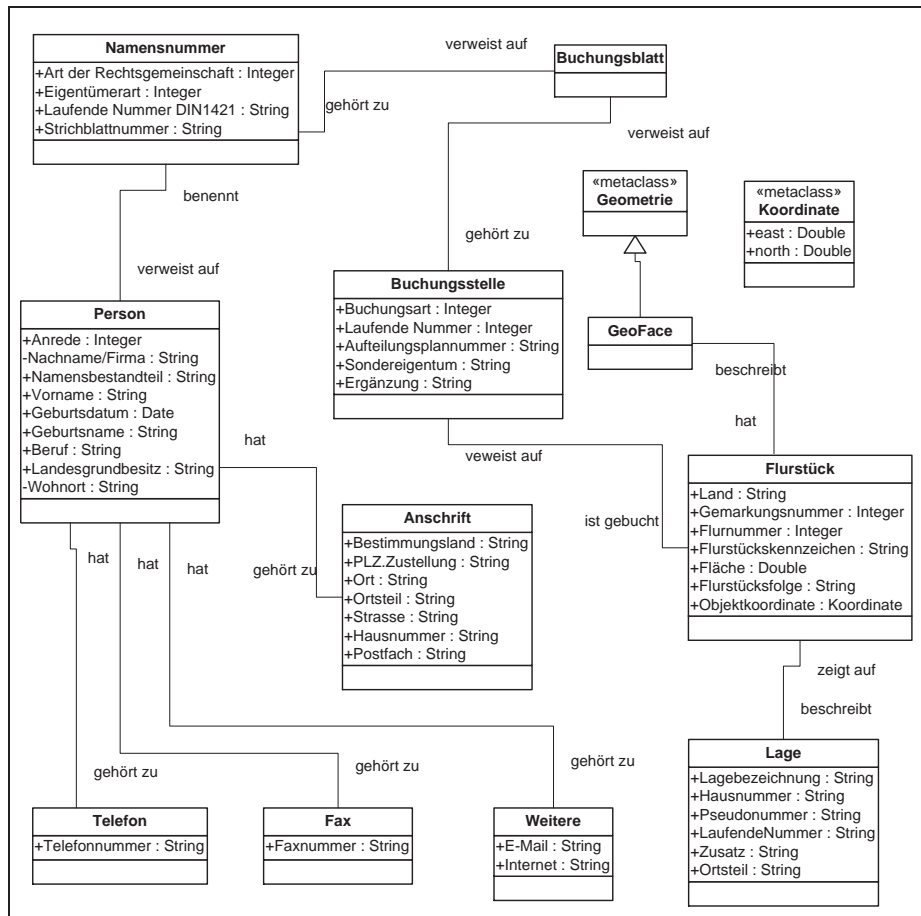 Namensnummer
+Art der Rechtsgemeinschaft : Integer
+Eigentümerart : Integer
+Laufende Nummer DIN1421 : String
+Strichblattnummer : String
verweist auf
gehört zu
Buchungsblatt
verweist auf
gehört zu
benennt
verweist auf
«metaclass»
Geometrie
«metaclass»
Koordinate
+east : Double
+north : Double
Buchungsstelle
+Buchungsart : Integer
+Laufende Nummer : Integer
+Aufteilungsplannummer : String
+Sondereigentum : String
+Ergänzung : String
GeoFace
beschreibt
hat
Person
+Anrede : Integer
-Nachname/Firma : String
+Namensbestandteil : String
+Vorname : String
+Geburtsdatum : Date
+Geburtsname : String
+Beruf : String
+Landesgrundbesitz : String
-Wohnort : String
hat
gehört zu
veweist auf
ist gebucht
Flurstück
+Land : String
+Gemarkungsnummer : Integer
+Flurnummer : Integer
+Flurstückskennzeichen : String
+Fläche : Double
+Flurstücksfolge : String
+Objektkoordinate : Koordinate
Anschrift
+Bestimmungsland : String
+PLZ.Zustellung : String
+Ort : String
+Ortsteil : String
+Strasse : String
+Hausnummer : String
+Postfach : String
hat
hat
hat
zeigt auf
beschreibt
gehört zu
gehört zu
gehört zu
Telefon
+Telefonnummer : String
Fax
+Faxnummer : String
Weitere
+E-Mail : String
+Internet : String
Lage
+Lagebezeichnung : String
+Hausnummer : String
+Pseudonummer : String
+LaufendeNummer : String
+Zusatz : String
+Ortsteil : String